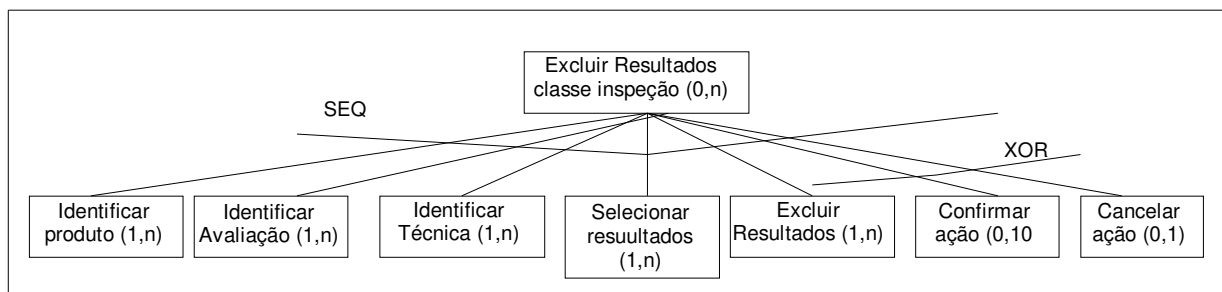 Excluir Resultados
classe inspeção (0,n)
SEQ
XOR
Identificar
produto (1,n)
Identificar
Avaliação (1,n)
Identificar
Técnica (1,n)
Selecionar
resuultados
(1,n)
Excluir
Resultados (1,n)
Confirmar
ação (0,10
Cancelar
ação (0,1)